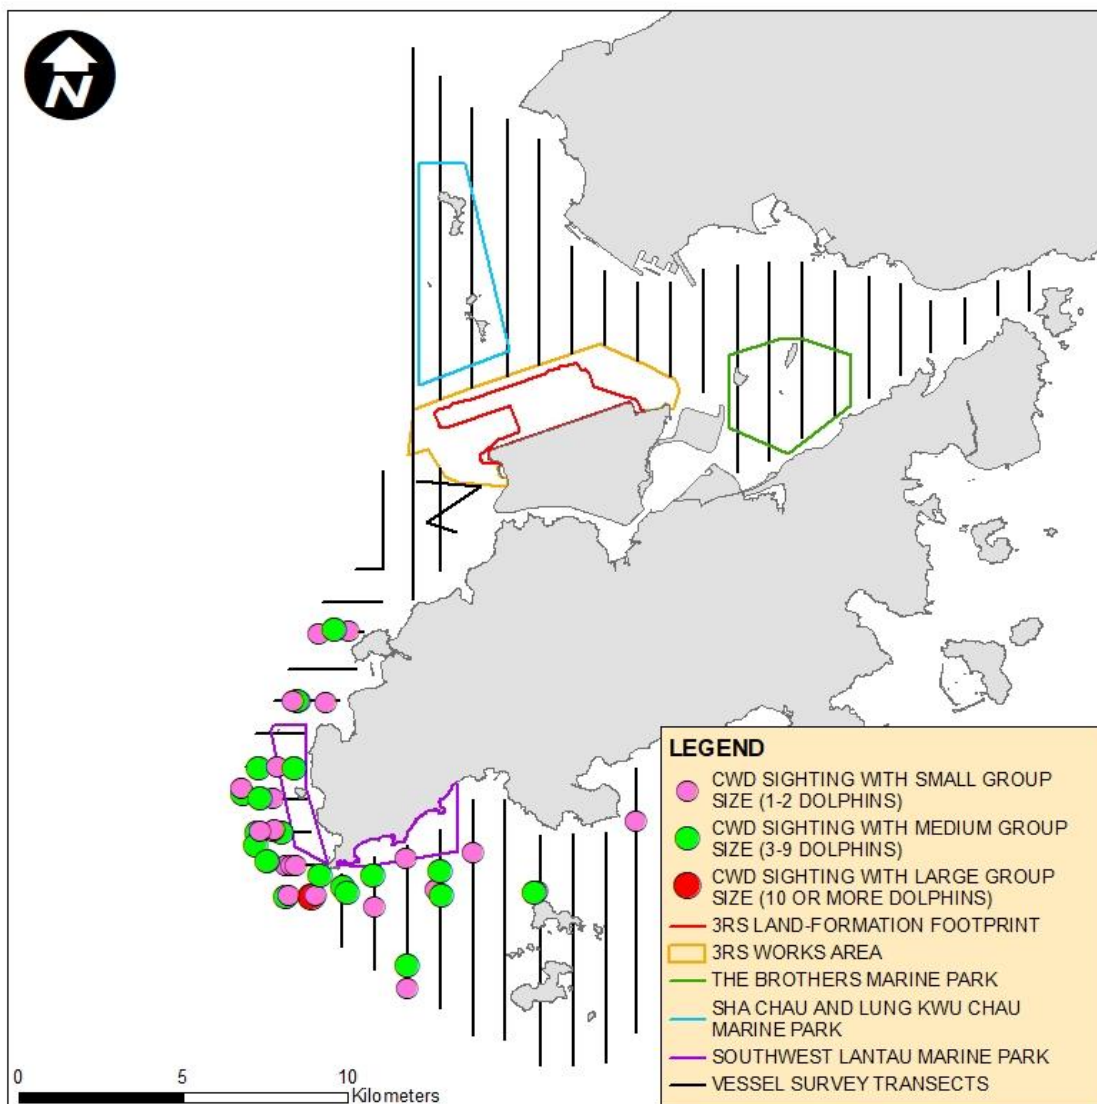 N
LEGEND
CWD SIGHTING WITH SMALL GROUP
SIZE (1-2 DOLPHINS)
CWD SIGHTING WITH MEDIUM GROUP
SIZE (3-9 DOLPHINS)
CWD SIGHTING WITH LARGE GROUP
SIZE (10 OR MORE DOLPHINS)
3RS LAND-FORMATION FOOTPRINT
3RS WORKS AREA
THE BROTHERS MARINE PARK
SHA CHAU AND LUNG KWU CHAU
MARINE PARK
SOUTHWEST LANTAU MARINE PARK
VESSEL SURVEY TRANSECTS
0 5 10
Kilometers